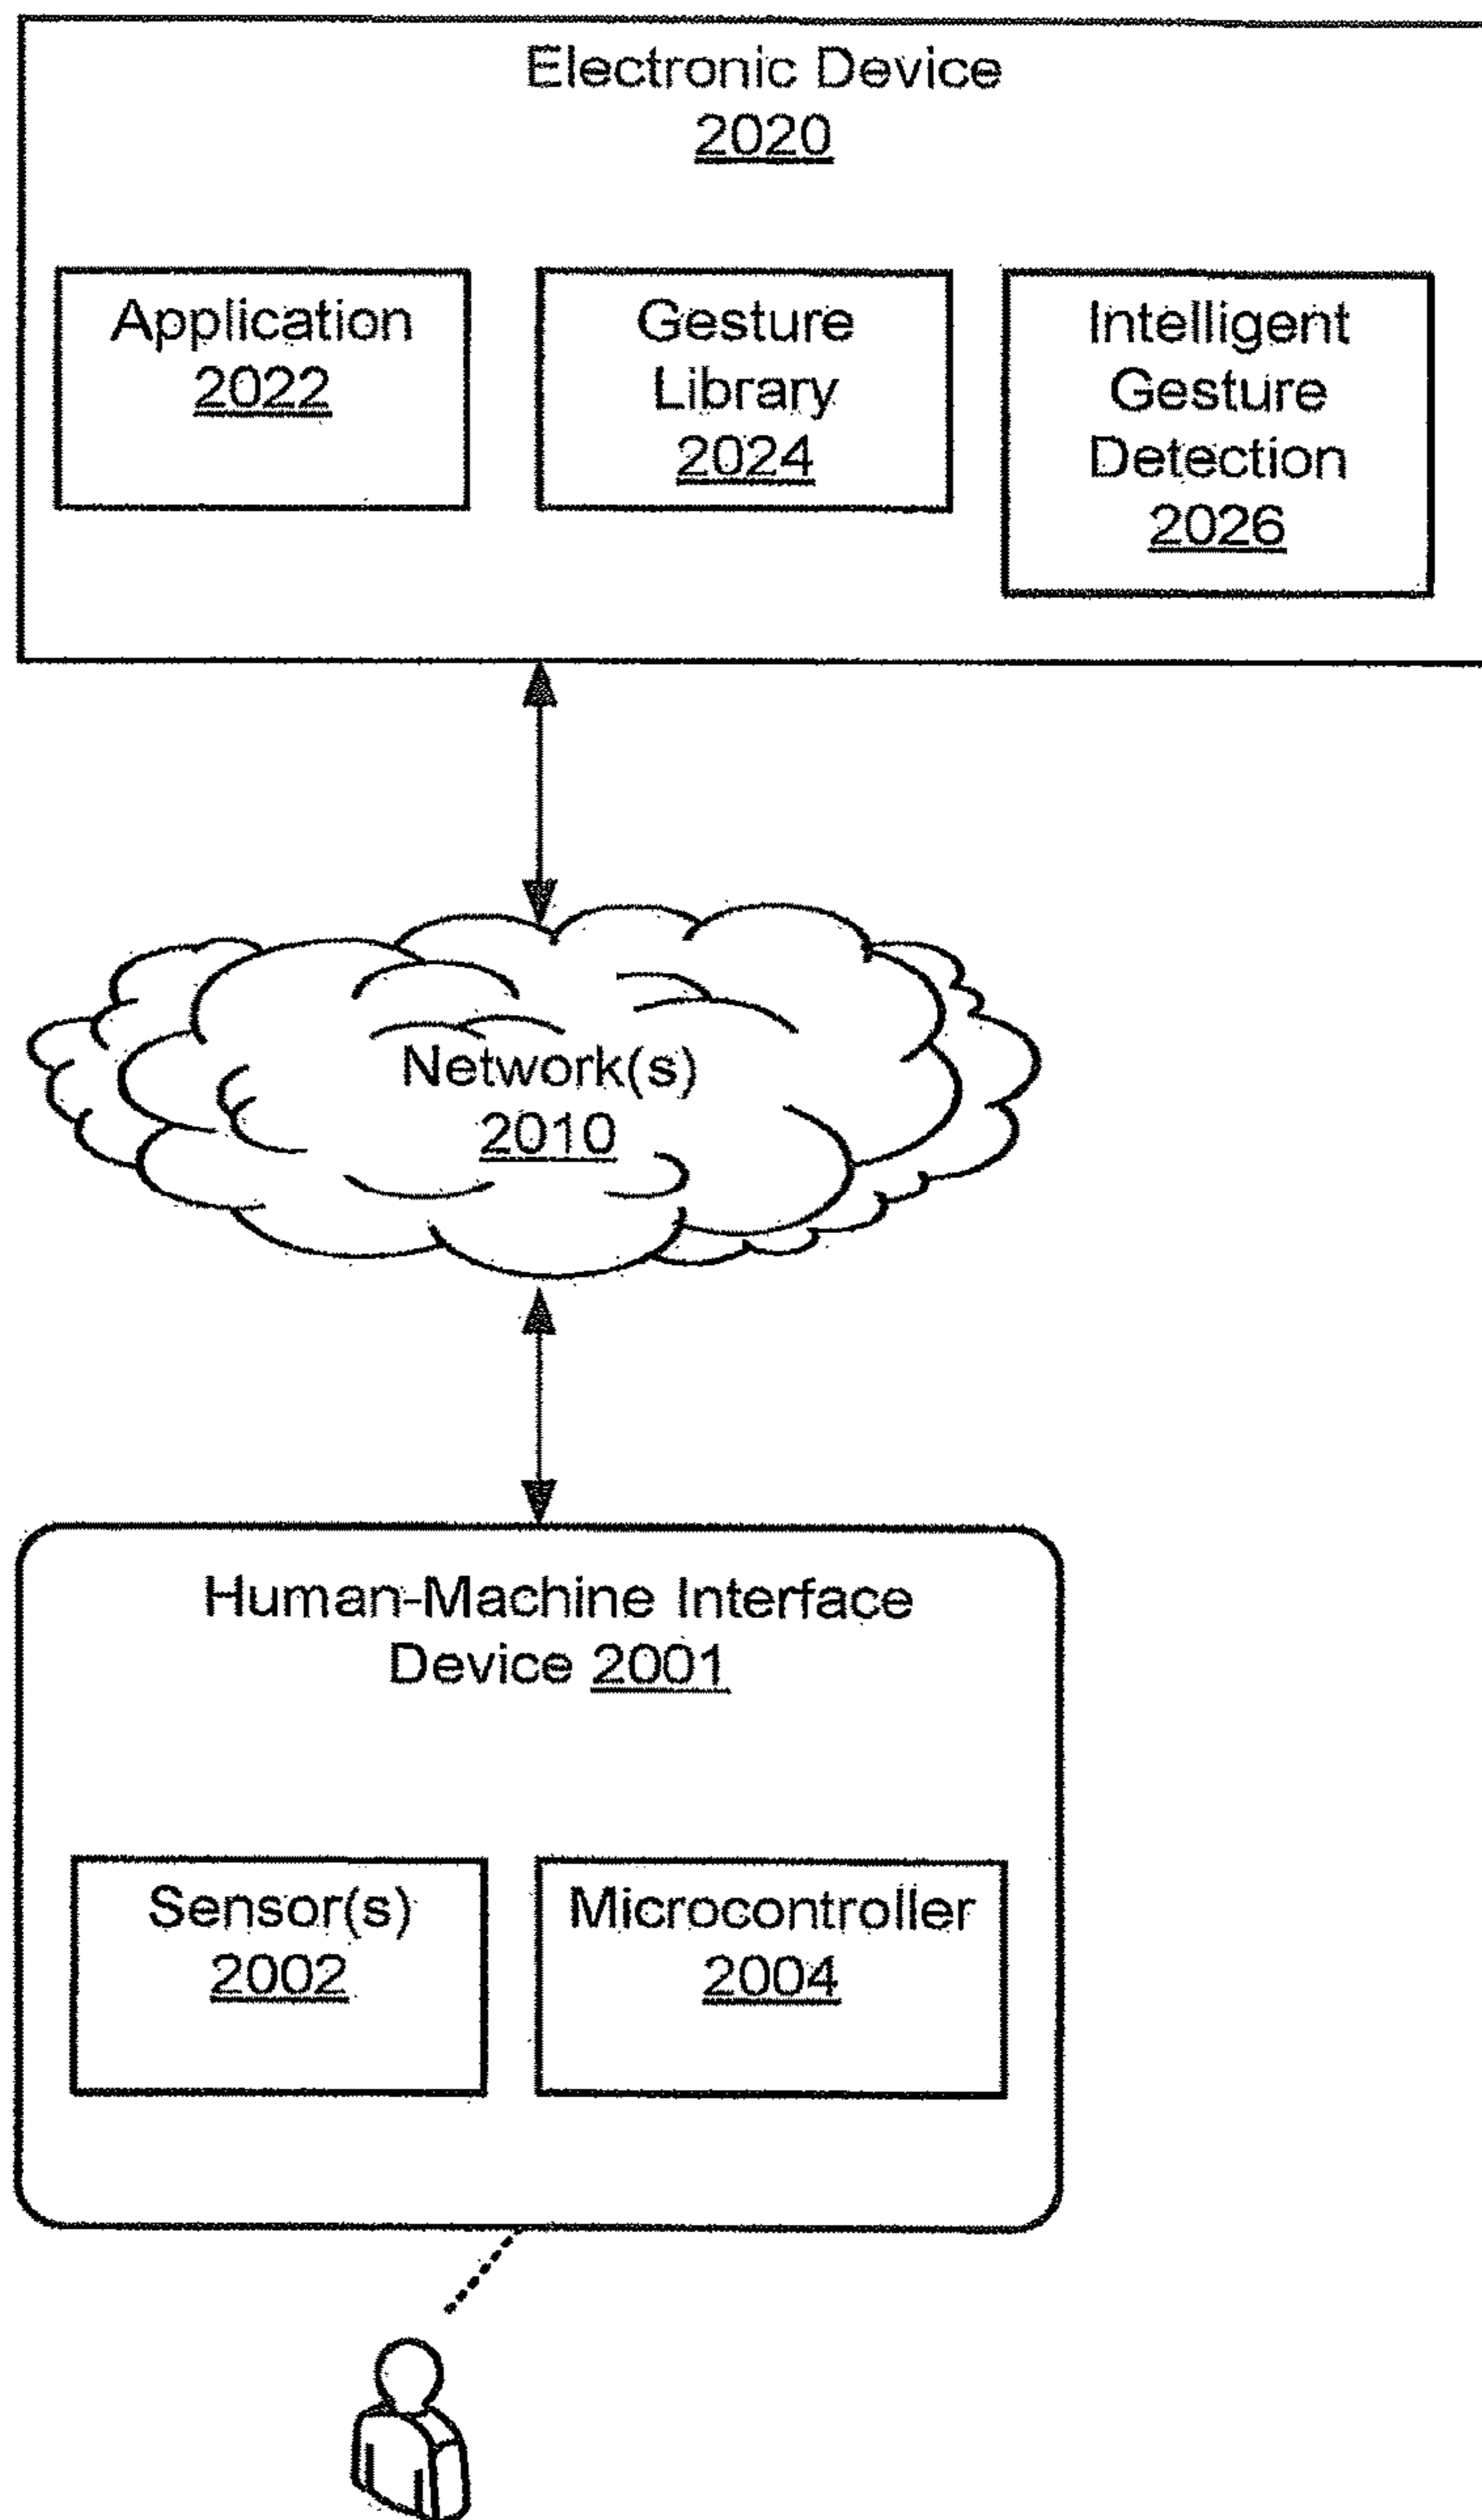 Electronic Device
2020
Application
2022
Gesture
Library
2024
Intelligent
Gesture
Detection
2026
Network(s)
2010
Human-Machine Interface
Device 2001
Sensor(s)
2002
Microcontroller
2004